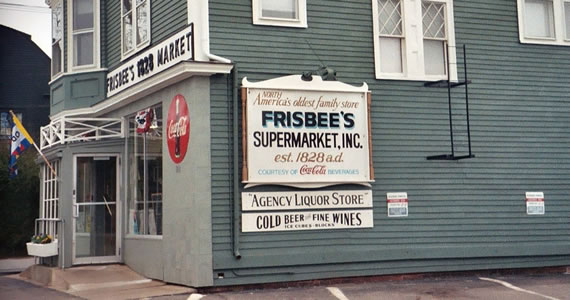 FRISBEE'S 1828 MARKET
Coca-Cola
NORTH
America's oldest family store
FRISBEE'S
SUPERMARKET, INC.
est. 1828 a.d.
COURTESY OF Coca-Cola BEVERAGES
"AGENCY LIQUOR STORE"
COLD BEER and FINE WINES
ICE CUBES - BLOCKS